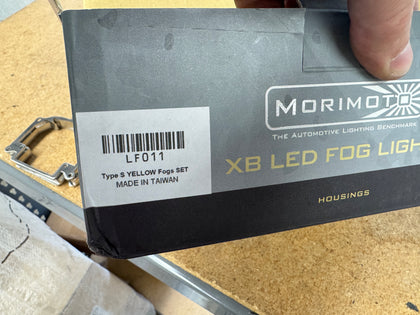 MORIMOTO
THE AUTOMOTIVE LIGHTING BENCHMARK
XB LED FOG LIGH
HOUSINGS
LF011
Type S YELLOW Fogs SET
MADE IN TAIWAN